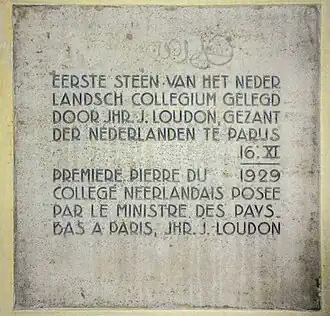 EERSTE STEEN VAN HET NEDER
LANDSCH COLLEGIUM GELEGD
DOOR JHR. J. LOUDON, GEZANT
DER NEDERLANDEN TE PARIJS
16. XI
PREMIERE PIERRE DU 1929
COLLEGE NEERLANDAIS POSEE
PAR LE MINISTRE DES PAYS-
BAS A PARIS, JHR. J. LOUDON